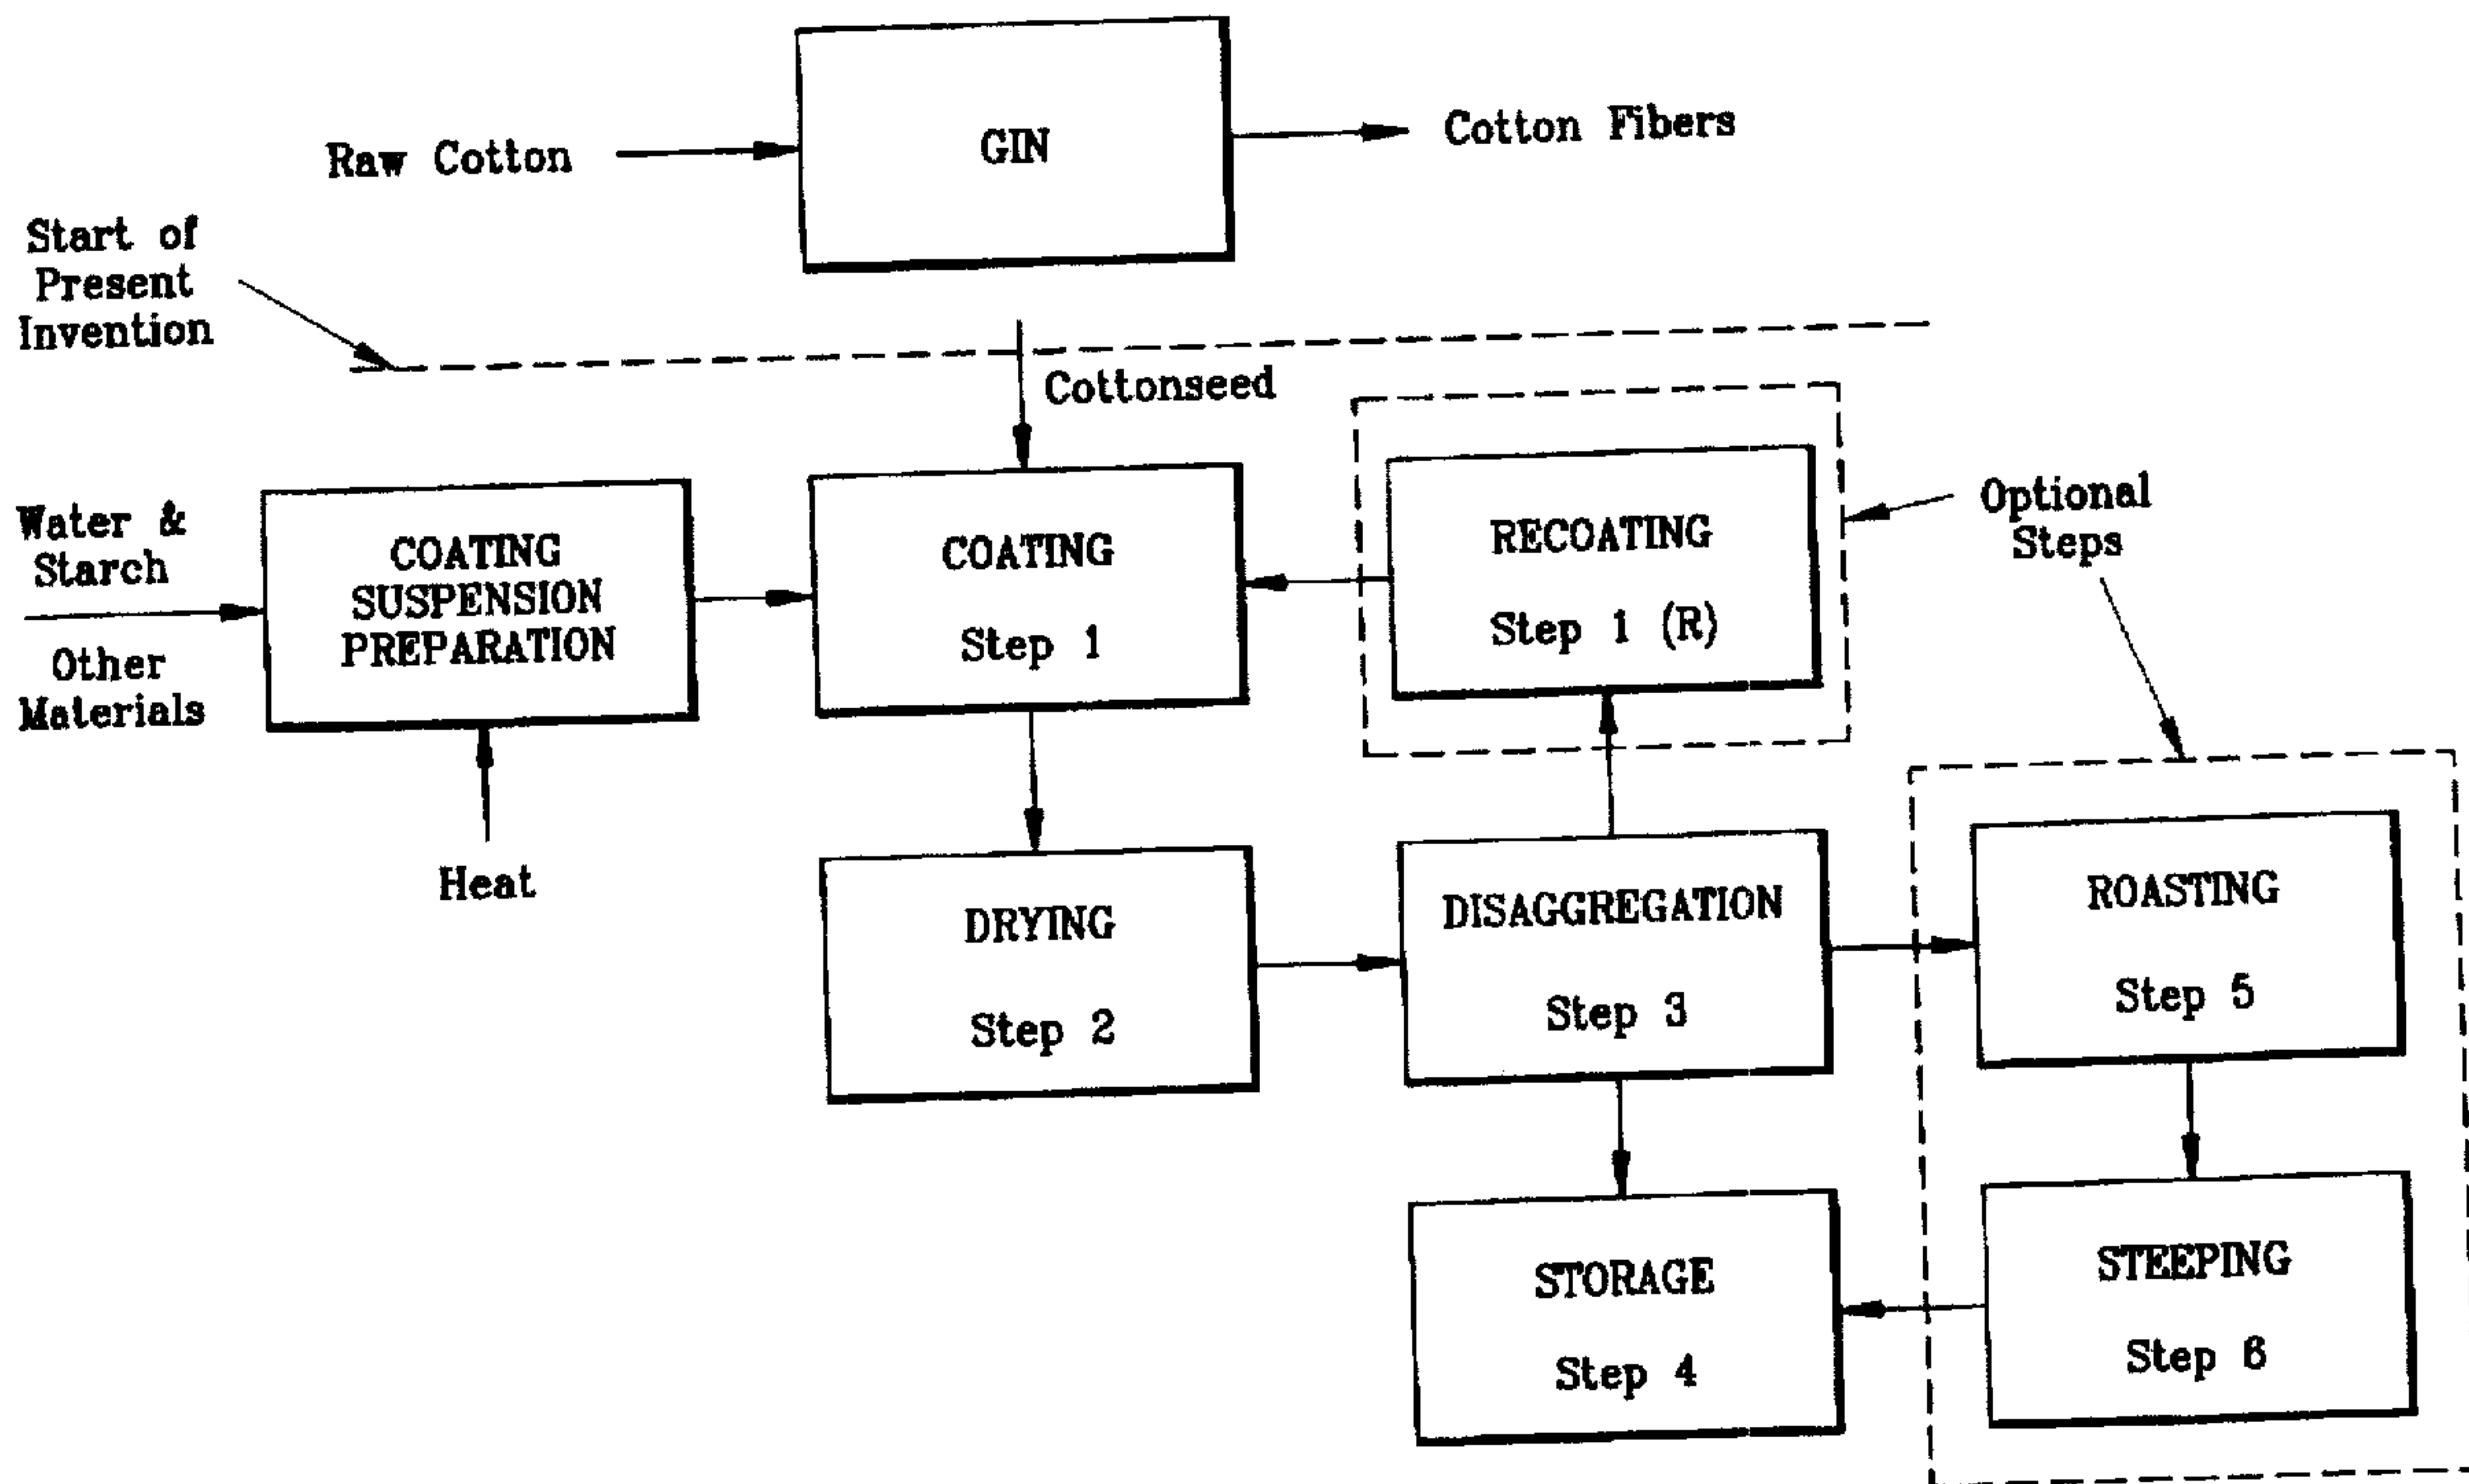 GIN
Raw Cotton
Cotton Fibers
Start of
Present
Invention
Cottonseed
Water &
Starch
Other
Materials
COATING
SUSPENSION
PREPARATION
Heat
COATING
Step 1
RECOATING
Step 1 (R)
Optional
Steps
DRYING
Step 2
DISAGGREGATION
Step 3
ROASTING
Step 5
STORAGE
Step 4
STEEPING
Step 6